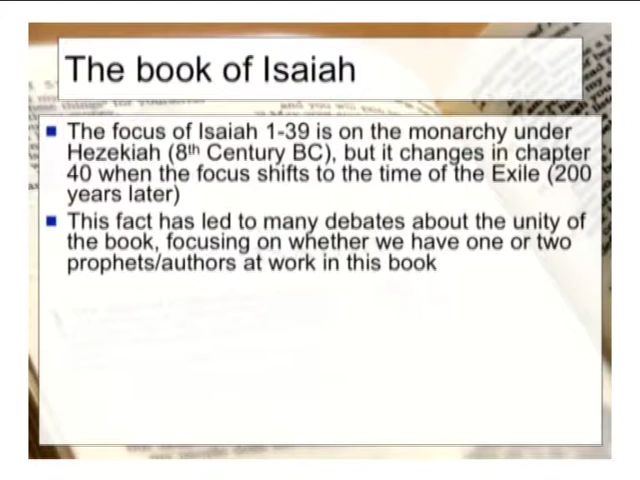 The book of Isaiah
The focus of Isaiah 1-39 is on the monarchy under
Hezekiah (8th Century BC), but it changes in chapter
40 when the focus shifts to the time of the Exile (200
years later)
This fact has led to many debates about the unity of
the book, focusing on whether we have one or two
prophets/authors at work in this book